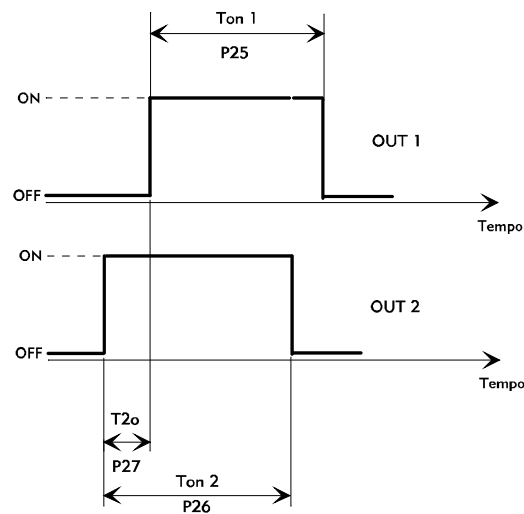 Ton 1
P25
ON
OUT 1
OFF
Tempo
ON
OUT 2
OFF
Tempo
T2o
P27
Ton 2
P26